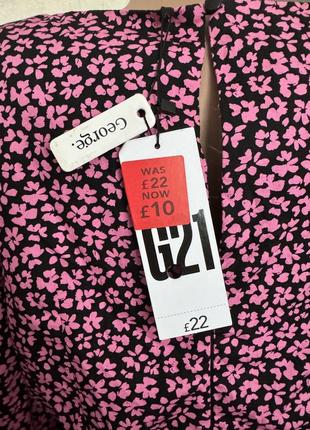 George.
WAS
£22
NOW
£10
G21
£22